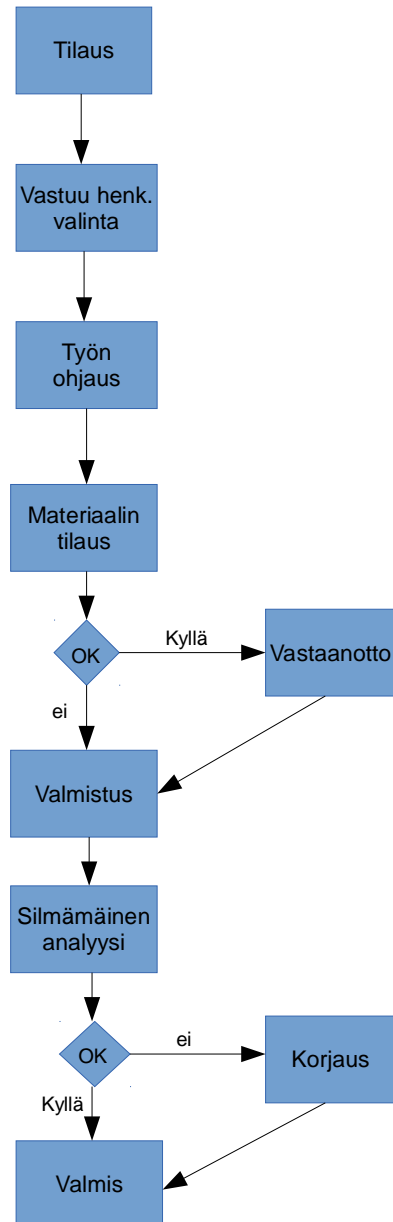 Tilaus
Vastuu henk.
valinta
Työn
ohjaus
Materiaalin
tilaus
OK
Kyllä
Vastaanotto
ei
Valmistus
Silmämäinen
analyysi
OK
ei
Korjaus
Kyllä
Valmis